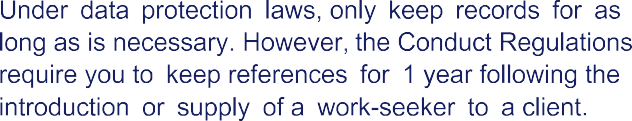 Under data protection laws, only keep records for as
long as is necessary. However, the Conduct Regulations
require you to keep references for 1 year following the
introduction or supply of a work-seeker to a client.